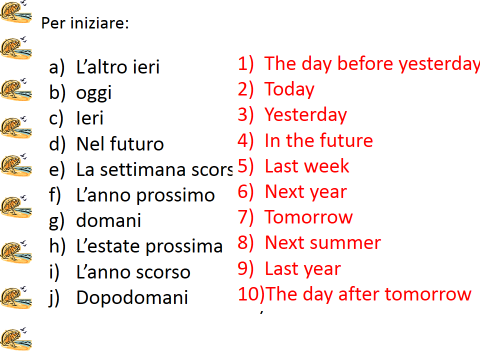 Per iniziare:
a) L'altro ieri
b) oggi
c) Ieri
d) Nel futuro
e) La settimana scors
f) L'anno prossimo
g) domani
h) L'estate prossima
i) L'anno scorso
j) Dopodomani
1) The day before yesterday
2) Today
3) Yesterday
4) In the future
5) Last week
6) Next year
7) Tomorrow
8) Next summer
9) Last year
10)The day after tomorrow